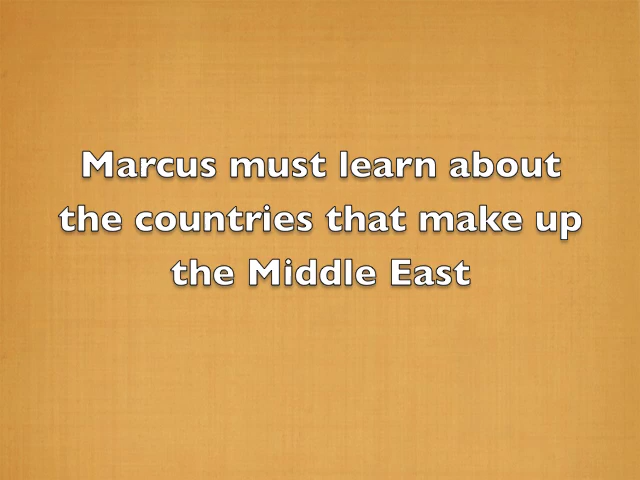 Marcus must learn about
the countries that make up
the Middle East